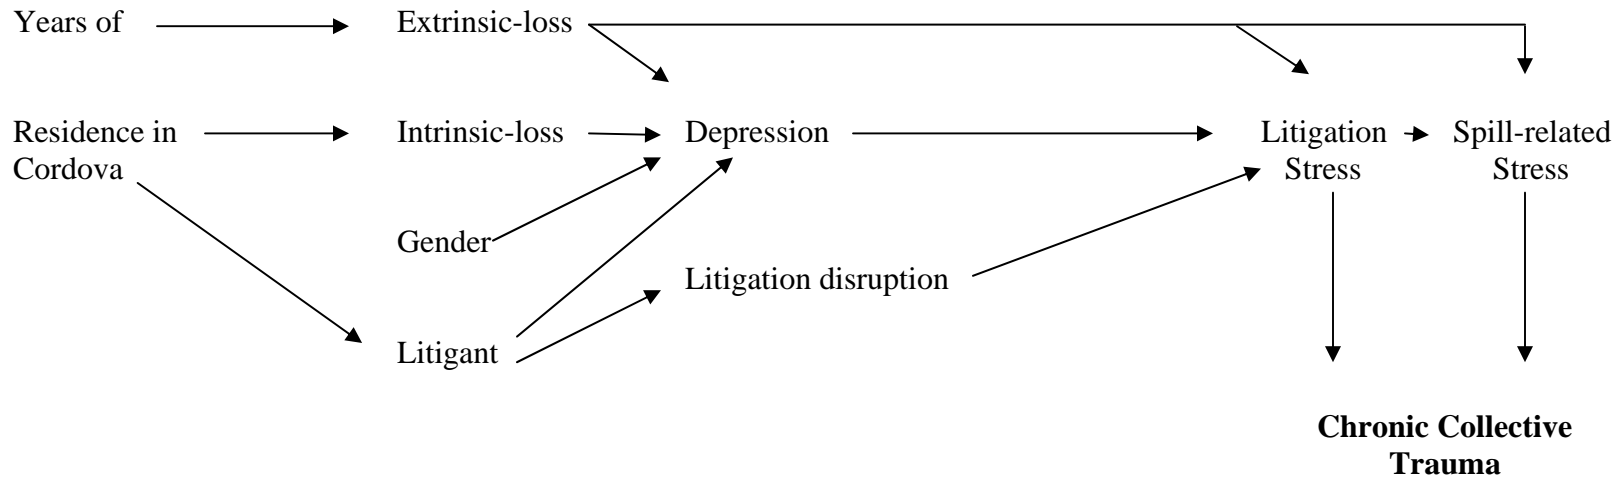 Years of
Extrinsic-loss
Residence in
Cordova
Intrinsic-loss
Depression
Litigation
Stress
Spill-related
Stress
Gender
Litigation disruption
Litigant
Chronic Collective
Trauma